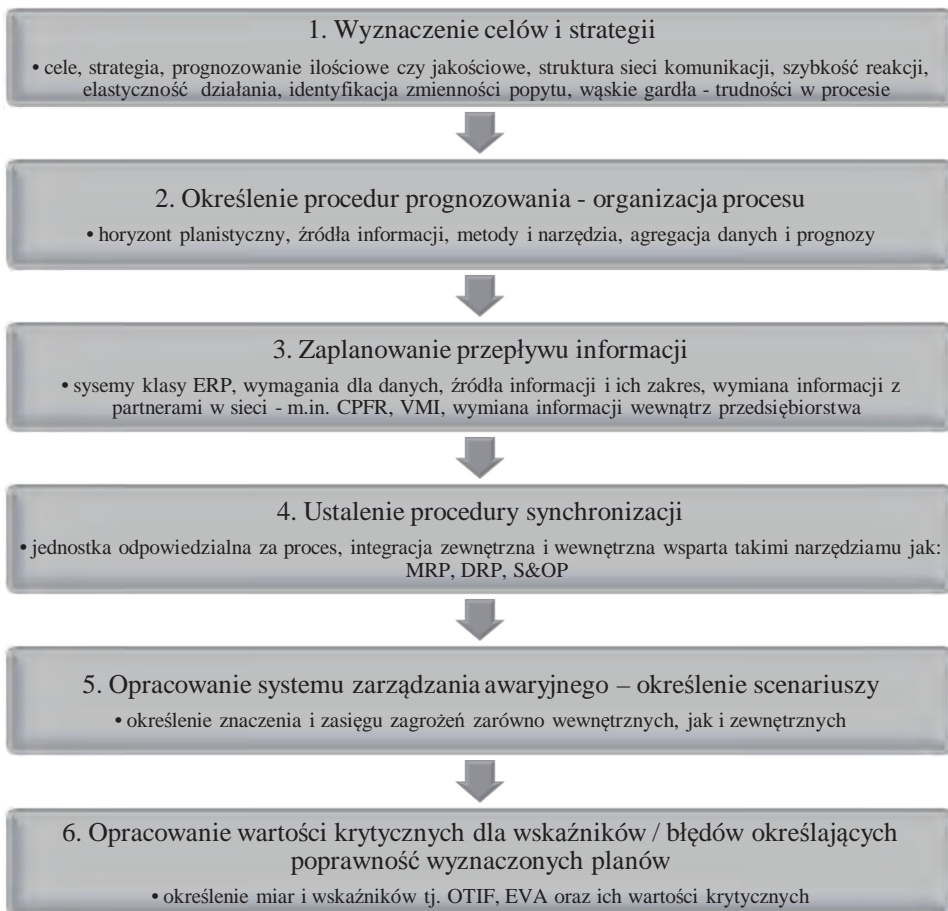 1. Wyznaczenie celów i strategii
• cele, strategia, prognozowanie ilościowe czy jakościowe, struktura sieci komunikacji, szybkość reakcji,
elastyczność działania, identyfikacja zmienności popytu, wąskie gardła - trudności w procesie
2. Określenie procedur prognozowania - organizacja procesu
• horyzont planistyczny, źródła informacji, metody i narzędzia, agregacja danych i prognozy
3. Zaplanowanie przepływu informacji
• sysemy klasy ERP, wymagania dla danych, źródła informacji i ich zakres, wymiana informacji z
partnerami w sieci - m.in. CPFR, VMI, wymiana informacji wewnątrz przedsiębiorstwa
4. Ustalenie procedury synchronizacji
• jednostka odpowiedzialna za proces, integracja zewnętrzna i wewnętrzna wsparta takimi narzędziamu jak:
MRP, DRP, S&OP
5. Opracowanie systemu zarządzania awaryjnego – określenie scenariuszy
• określenie znaczenia i zasięgu zagrożeń zarówno wewnętrznych, jak i zewnętrznych
6. Opracowanie wartości krytycznych dla wskaźników / błędów określających
poprawność wyznaczonych planów
• określenie miar i wskaźników tj. OTIF, EVA oraz ich wartości krytycznych